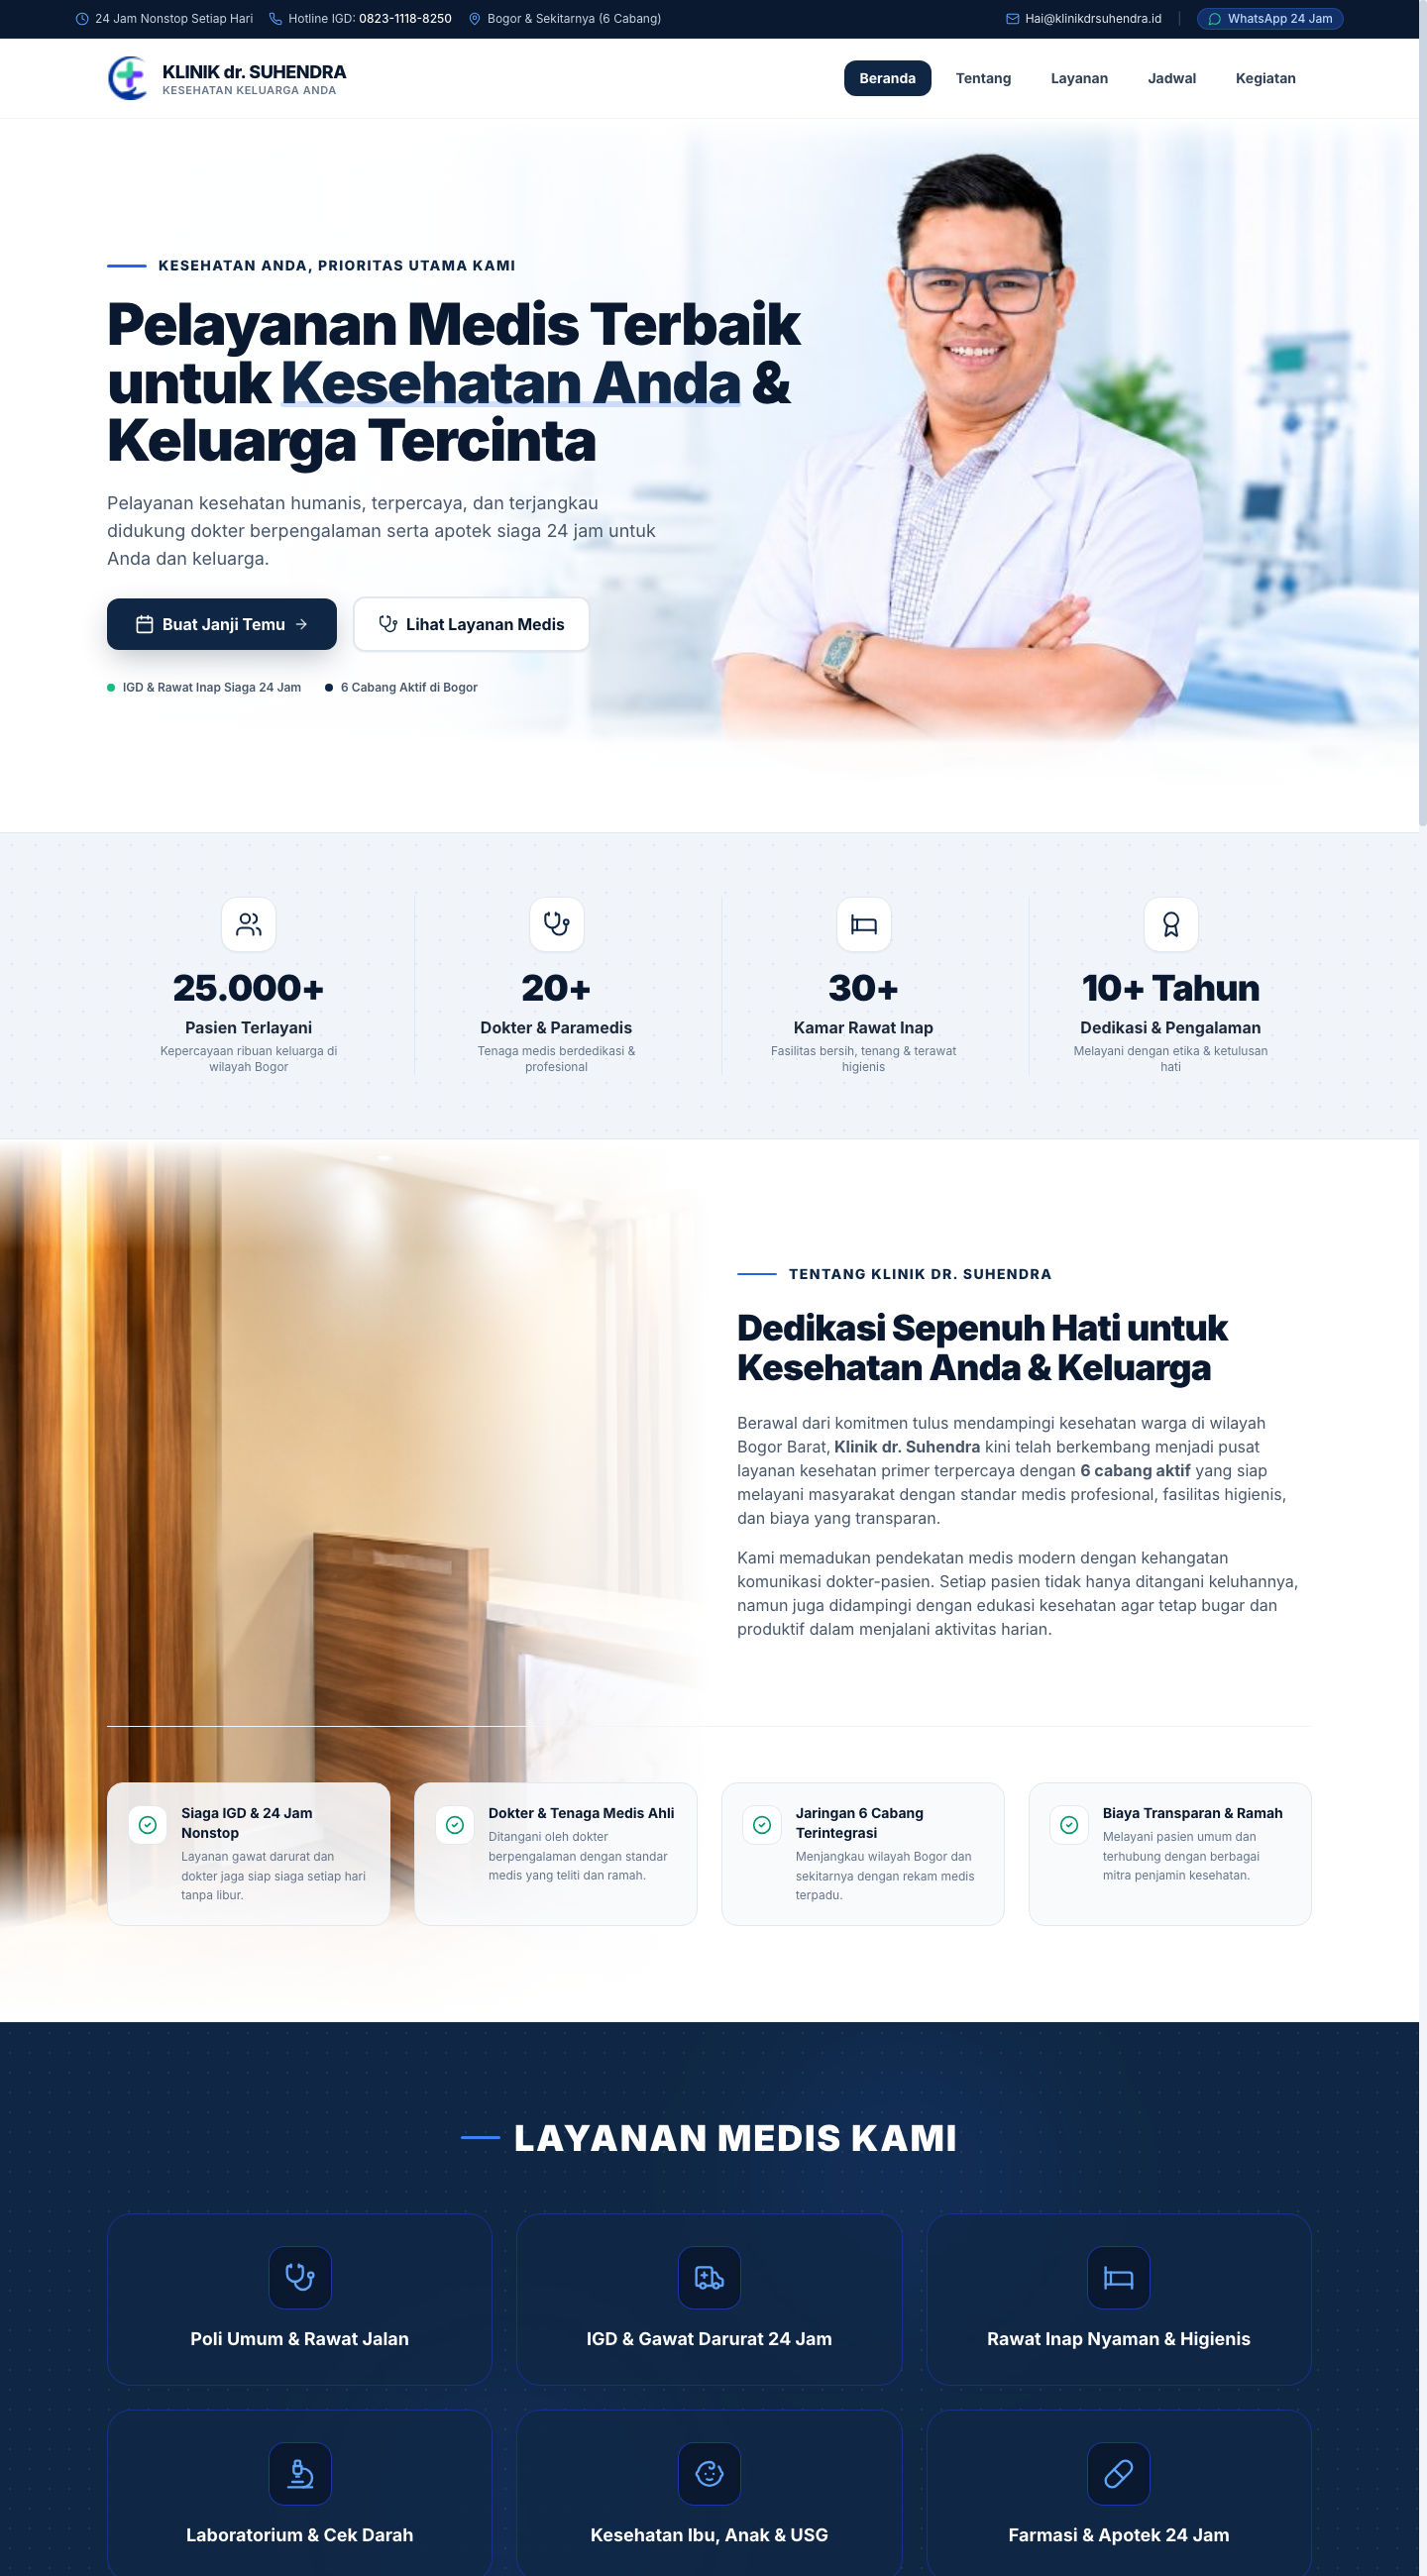 24 Jam Nonstop Setiap Hari
Hotline IGD: 0823-1118-8250
Bogor & Sekitarnya (6 Cabang)
Hai@klinikdrsuhendra.id
WhatsApp 24 Jam
KLINIK dr. SUHENDRA
KESEHATAN KELUARGA ANDA
Beranda
Tentang
Layanan
Jadwal
Kegiatan
KESEHATAN ANDA, PRIORITAS UTAMA KAMI
Pelayanan Medis Terbaik
untuk Kesehatan Anda &
Keluarga Tercinta
Pelayanan kesehatan humanis, terpercaya, dan terjangkau
didukung dokter berpengalaman serta apotek siaga 24 jam untuk
Anda dan keluarga.
Buat Janji Temu
Lihat Layanan Medis
IGD & Rawat Inap Siaga 24 Jam
6 Cabang Aktif di Bogor
25.000+
Pasien Terlayani
Kepercayaan ribuan keluarga di
wilayah Bogor
20+
Dokter & Paramedis
Tenaga medis berdedikasi &
profesional
30+
Kamar Rawat Inap
Fasilitas bersih, tenang & terawat
higienis
10+ Tahun
Dedikasi & Pengalaman
Melayani dengan etika & ketulusan
hati
TENTANG KLINIK DR. SUHENDRA
Dedikasi Sepenuh Hati untuk
Kesehatan Anda & Keluarga
Berawal dari komitmen tulus mendampingi kesehatan warga di wilayah
Bogor Barat, Klinik dr. Suhendra kini telah berkembang menjadi pusat
layanan kesehatan primer terpercaya dengan 6 cabang aktif yang siap
melayani masyarakat dengan standar medis profesional, fasilitas higienis,
dan biaya yang transparan.
Kami memadukan pendekatan medis modern dengan kehangatan
komunikasi dokter-pasien. Setiap pasien tidak hanya ditangani keluhannya,
namun juga didampingi dengan edukasi kesehatan agar tetap bugar dan
produktif dalam menjalani aktivitas harian.
Siaga IGD & 24 Jam
Nonstop
Layanan gawat darurat dan
dokter jaga siap siaga setiap hari
tanpa libur.
Dokter & Tenaga Medis Ahli
Ditangani oleh dokter
berpengalaman dengan standar
medis yang teliti dan ramah.
Jaringan 6 Cabang
Terintegrasi
Menjangkau wilayah Bogor dan
sekitarnya dengan rekam medis
terpadu.
Biaya Transparan & Ramah
Melayani pasien umum dan
terhubung dengan berbagai
mitra penjamin kesehatan.
LAYANAN MEDIS KAMI
Poli Umum & Rawat Jalan
IGD & Gawat Darurat 24 Jam
Rawat Inap Nyaman & Higienis
Laboratorium & Cek Darah
Kesehatan Ibu, Anak & USG
Farmasi & Apotek 24 Jam